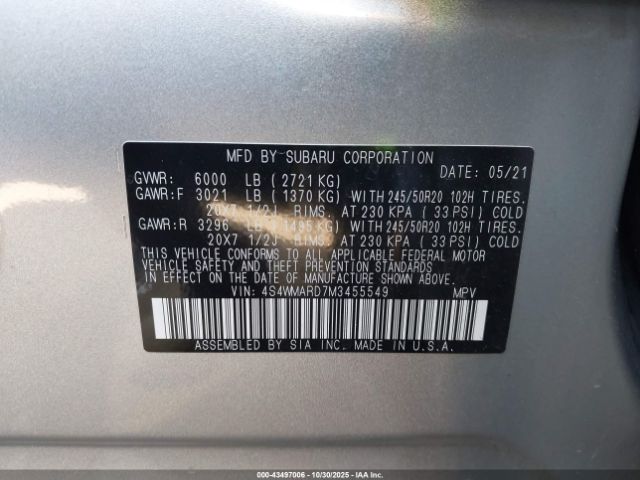 MFD BY SUBARU CORPORATION DATE: 05/21
GVWR: 6000 LB ( 2721 KG)
GAWR:F 3021 LB ( 1370 KG) WITH 245/50R20 102H TIRES.
20X7 1/2J RIMS. AT 230 KPA ( 33 PSI) COLD
GAWR:R 3296 LB ( 1495 KG) WITH 245/50R20 102H TIRES.
20X7 1/2J RIMS. AT 230 KPA ( 33 PSI) COLD
THIS VEHICLE CONFORMS TO ALL APPLICABLE FEDERAL MOTOR
VEHICLE SAFETY AND THEFT PREVENTION STANDARDS
IN EFFECT ON THE DATE OF MANUFACTURE SHOWN ABOVE.
VIN: 4S4WMARD7M3455549 MPV
ASSEMBLED BY SIA INC. MADE IN U.S.A.
000-43497006 | 10/30/2025 - IAAI.COM